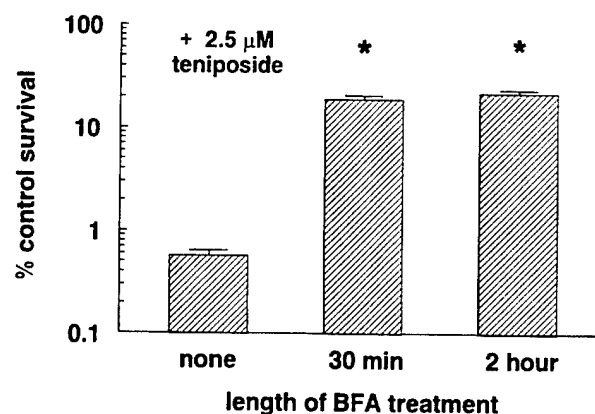 100
10
1
0.1
% control survival
+ 2.5 μM
teniposide
*
*
none
30 min
2 hour
length of BFA treatment